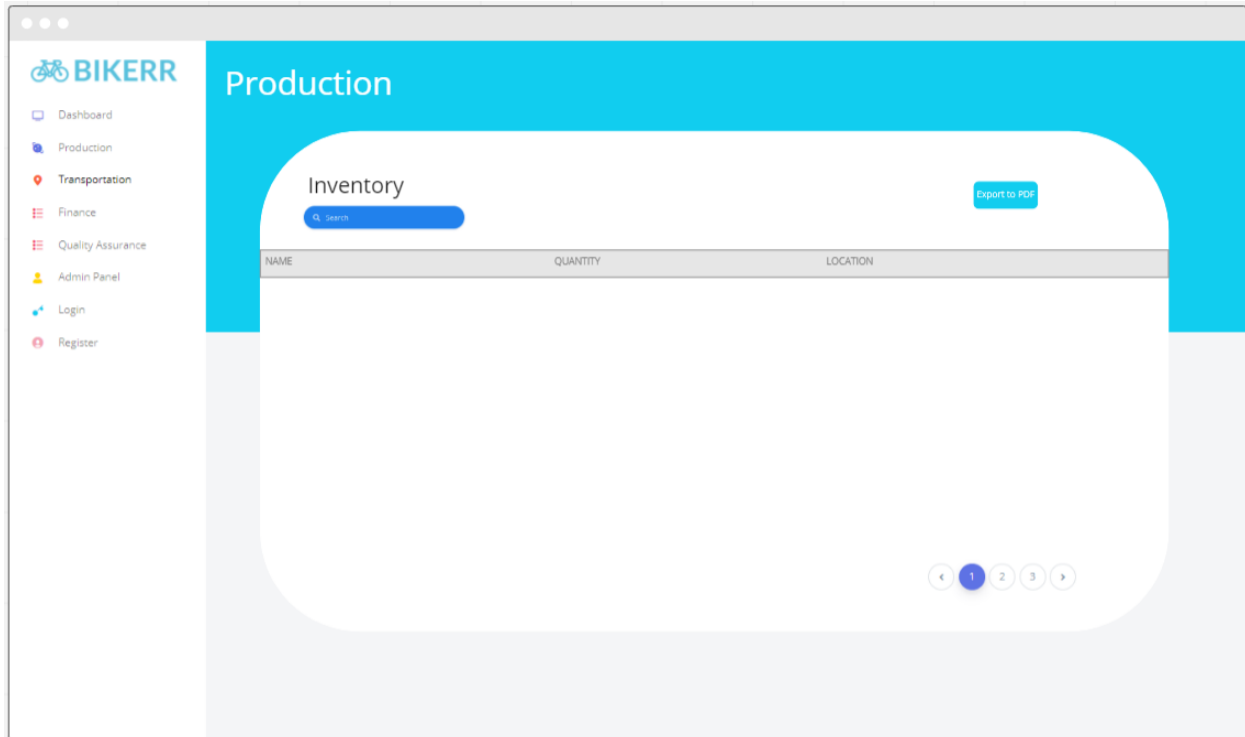 BIKERR
Dashboard
Production
Transportation
Finance
Quality Assurance
Admin Panel
Login
Register
Production
Inventory
Search
Export to PDF
NAME QUANTITY LOCATION
1 2 3